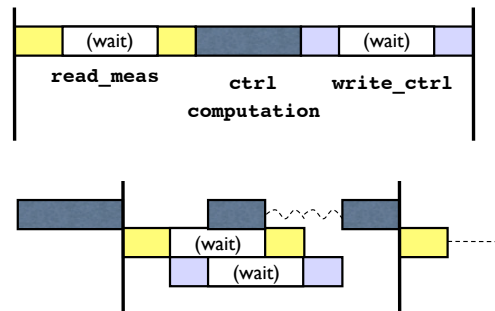 (wait) (wait)
read_meas ctrl write_ctrl
computation
(wait)
(wait)